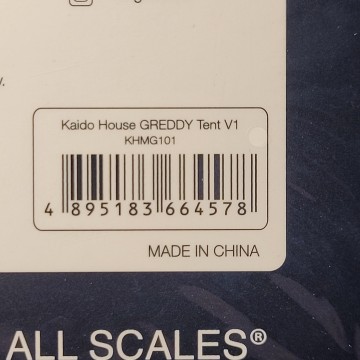 y.
Kaido House GREDDY Tent V1
KHMG101
4 895183 664578
MADE IN CHINA
ALL SCALES®